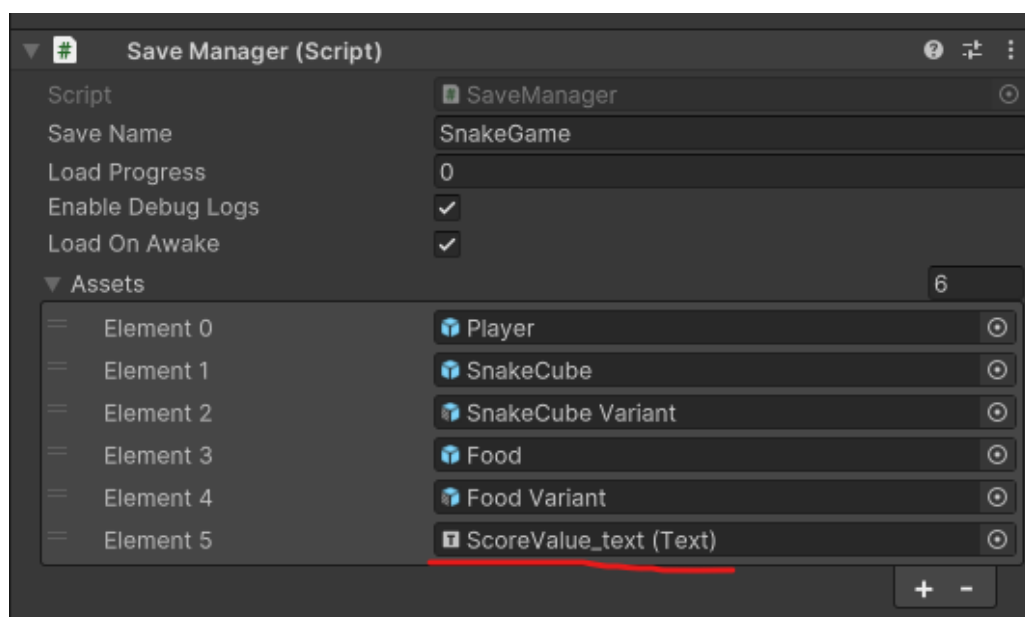 Save Manager (Script)
Script SaveManager
Save Name SnakeGame
Load Progress 0
Enable Debug Logs
Load On Awake
Assets 6
Element 0 Player
Element 1 SnakeCube
Element 2 SnakeCube Variant
Element 3 Food
Element 4 Food Variant
Element 5 ScoreValue_text (Text)